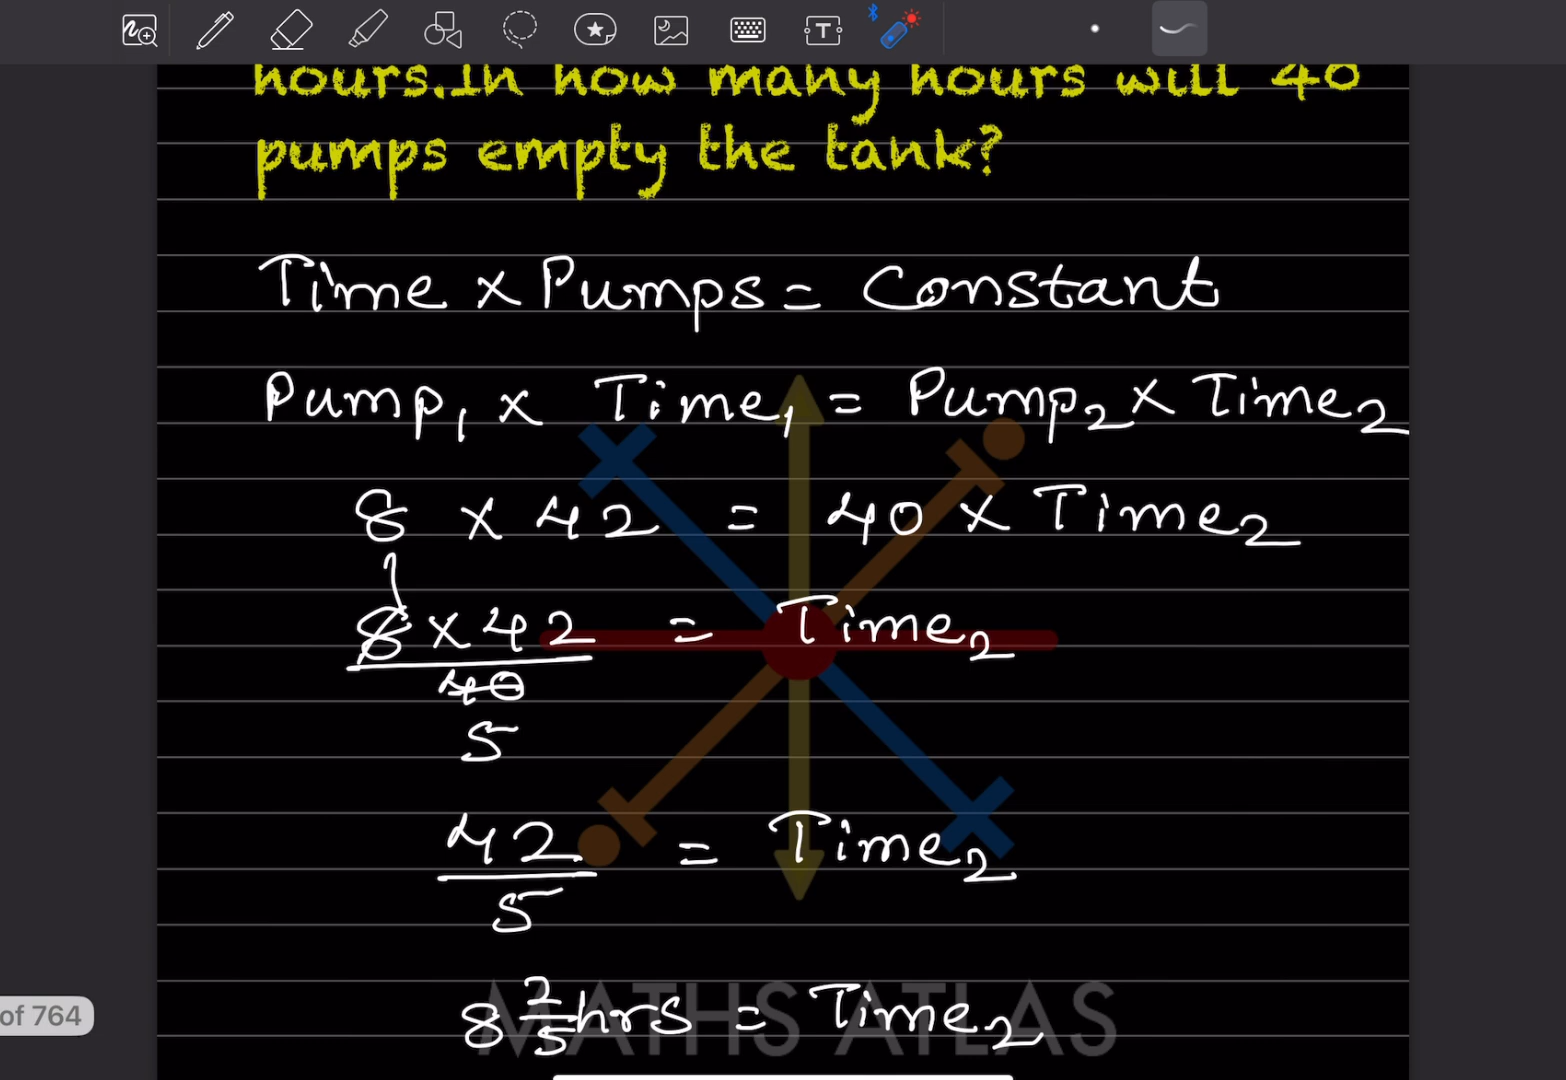 T
hours.In how many hours will 40
pumps empty the tank?
Time x Pumps = Constant
Pump₁ x Time₁ = Pump₂ x Time₂
8 x 42 = 40 x Time₂
1
8 x 42 = Time₂
40
5
42 = Time₂
5
8 2/5 hrs = Time₂
MATHS ATLAS
of 764